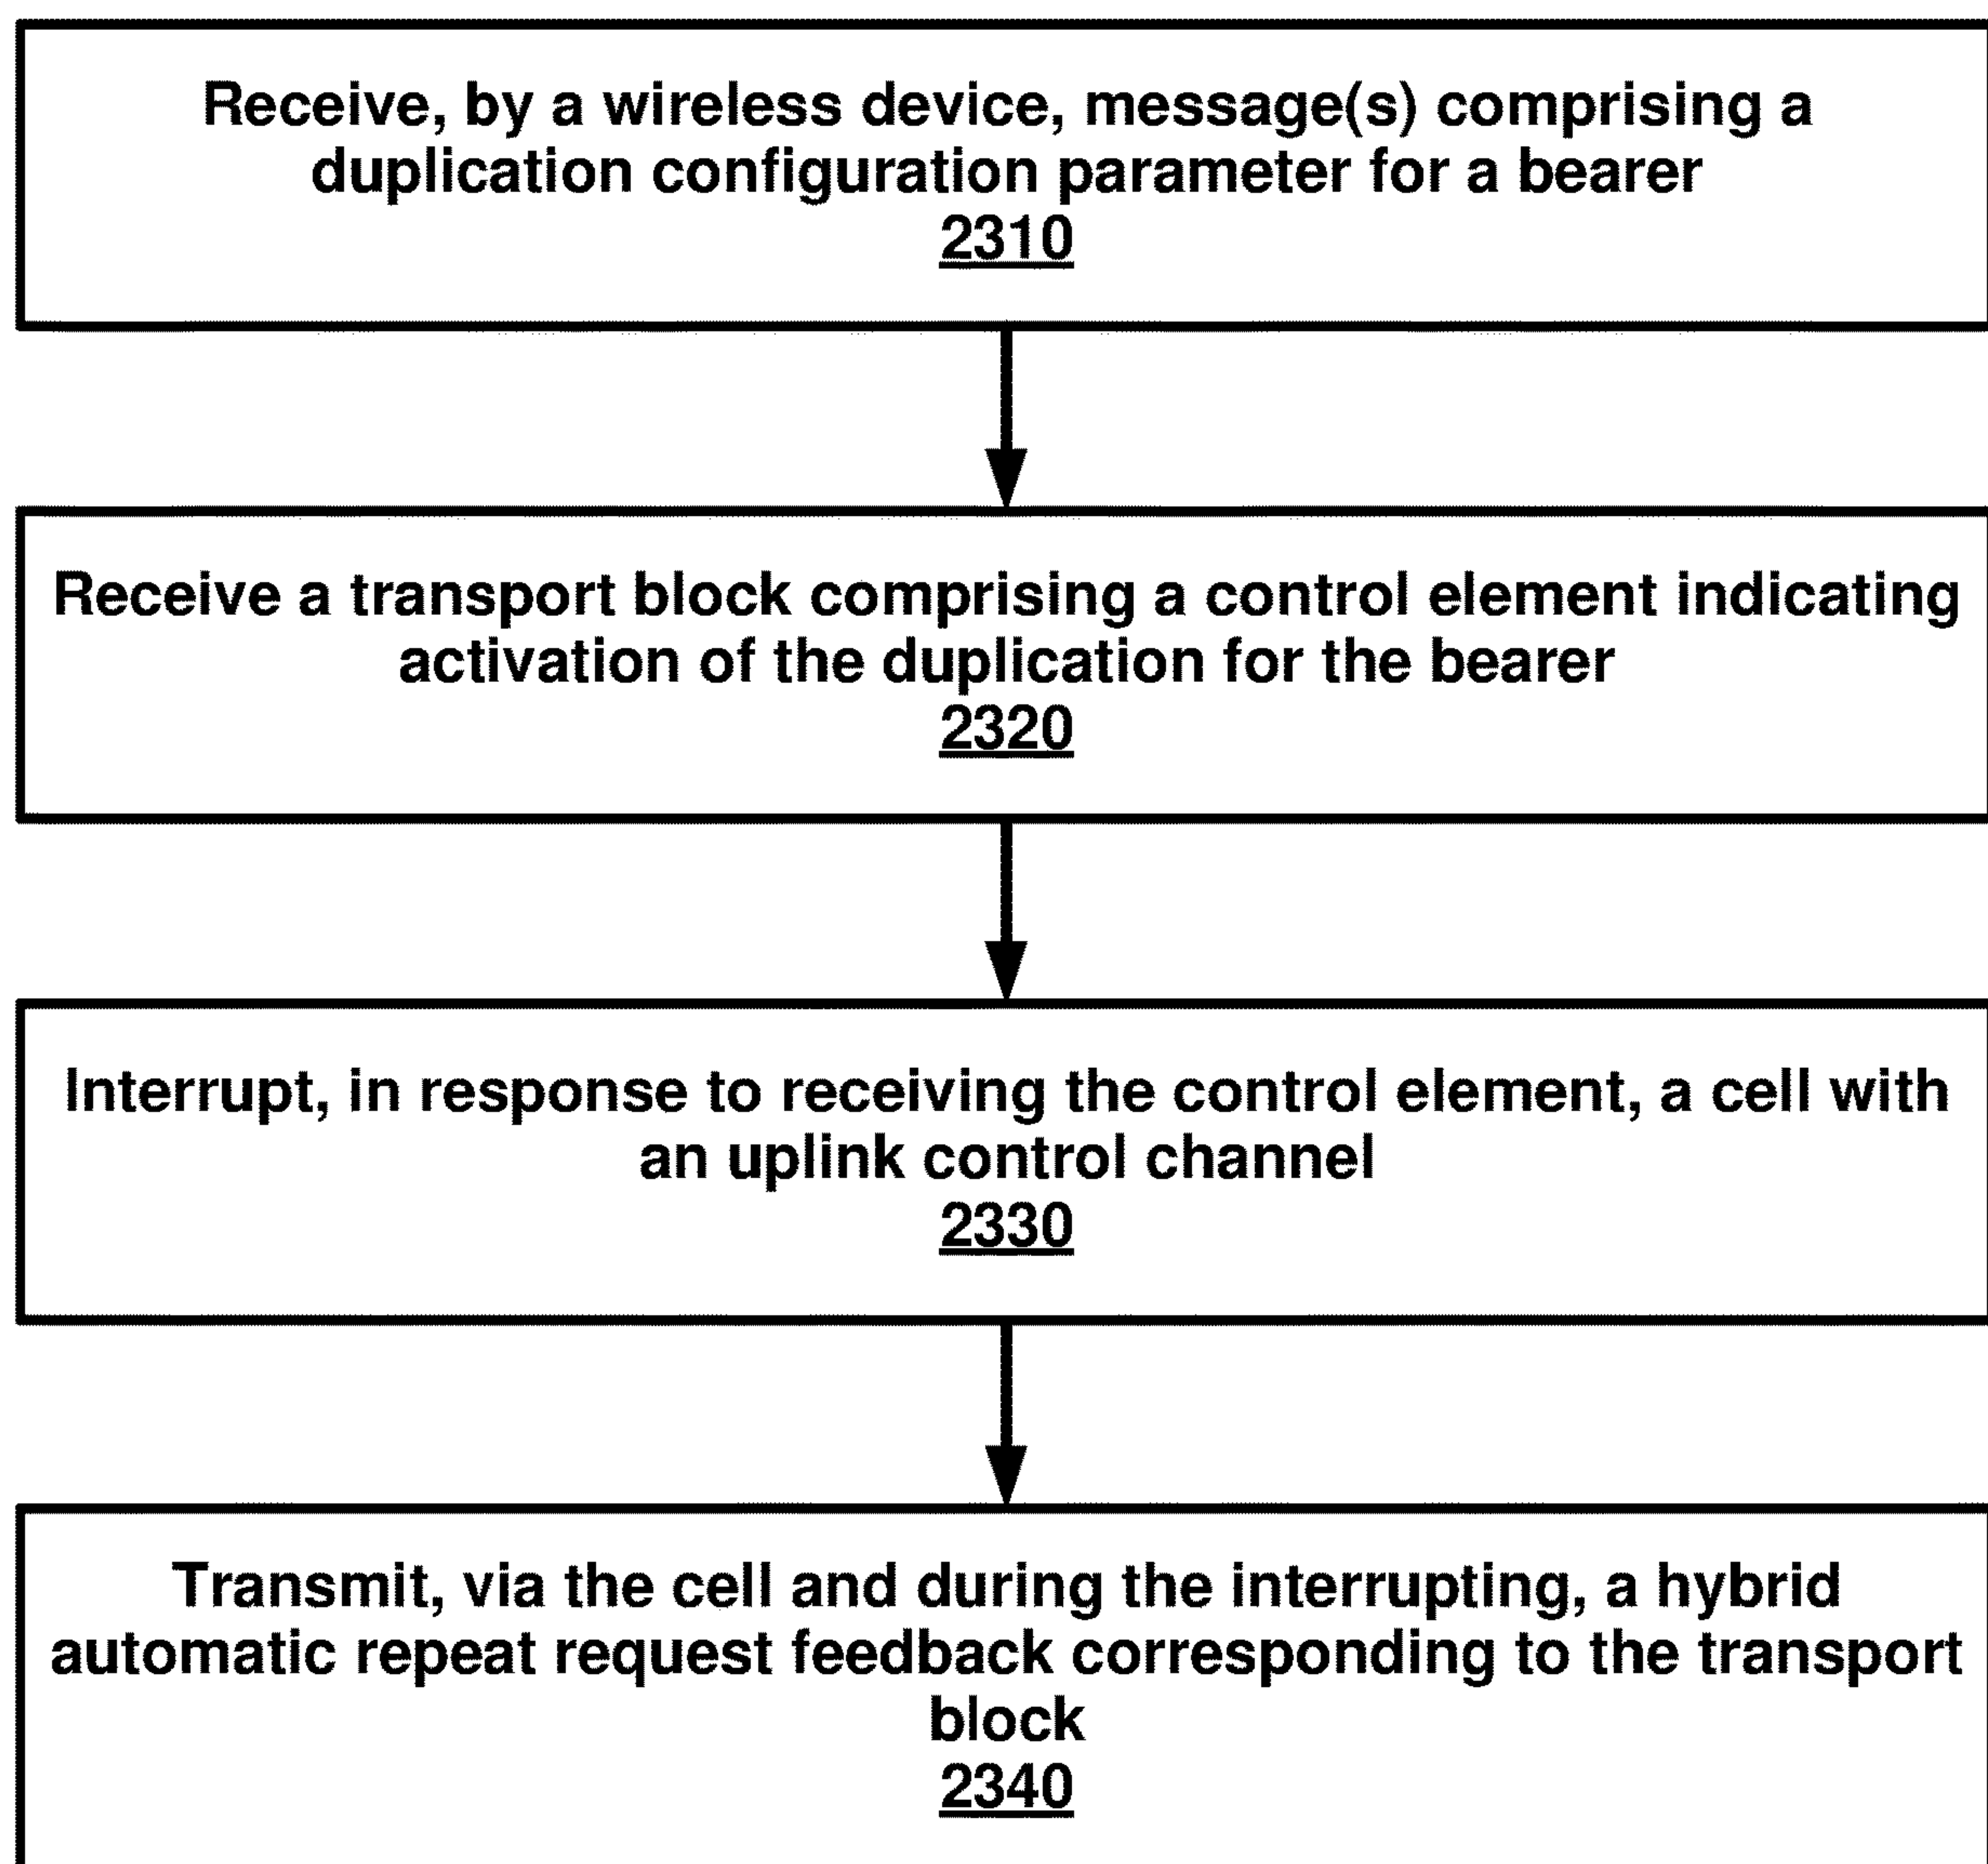 Receive, by a wireless device, message(s) comprising a
duplication configuration parameter for a bearer
2310
Receive a transport block comprising a control element indicating
activation of the duplication for the bearer
2320
Interrupt, in response to receiving the control element, a cell with
an uplink control channel
2330
Transmit, via the cell and during the interrupting, a hybrid
automatic repeat request feedback corresponding to the transport
block
2340